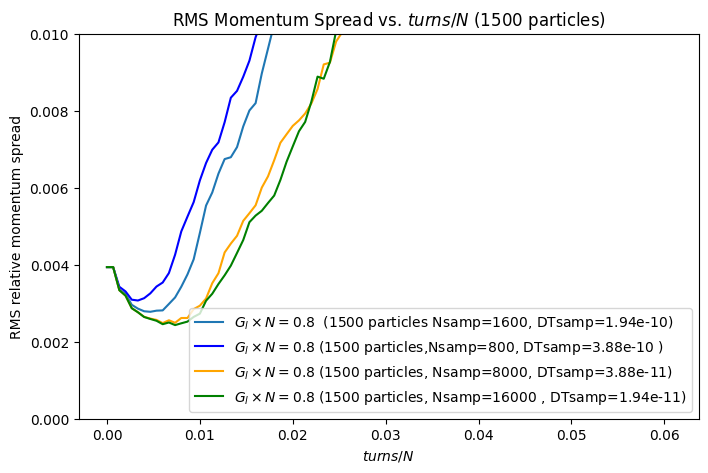 RMS Momentum Spread vs. turns/N (1500 particles)
RMS relative momentum spread
0.010
0.008
0.006
0.004
0.002
0.000
G_l × N = 0.8  (1500 particles Nsamp=1600, DTsamp=1.94e-10)
G_l × N = 0.8 (1500 particles,Nsamp=800, DTsamp=3.88e-10 )
G_l × N = 0.8 (1500 particles, Nsamp=8000, DTsamp=3.88e-11)
G_l × N = 0.8 (1500 particles, Nsamp=16000 , DTsamp=1.94e-11)
0.00 0.01 0.02 0.03 0.04 0.05 0.06
turns/N